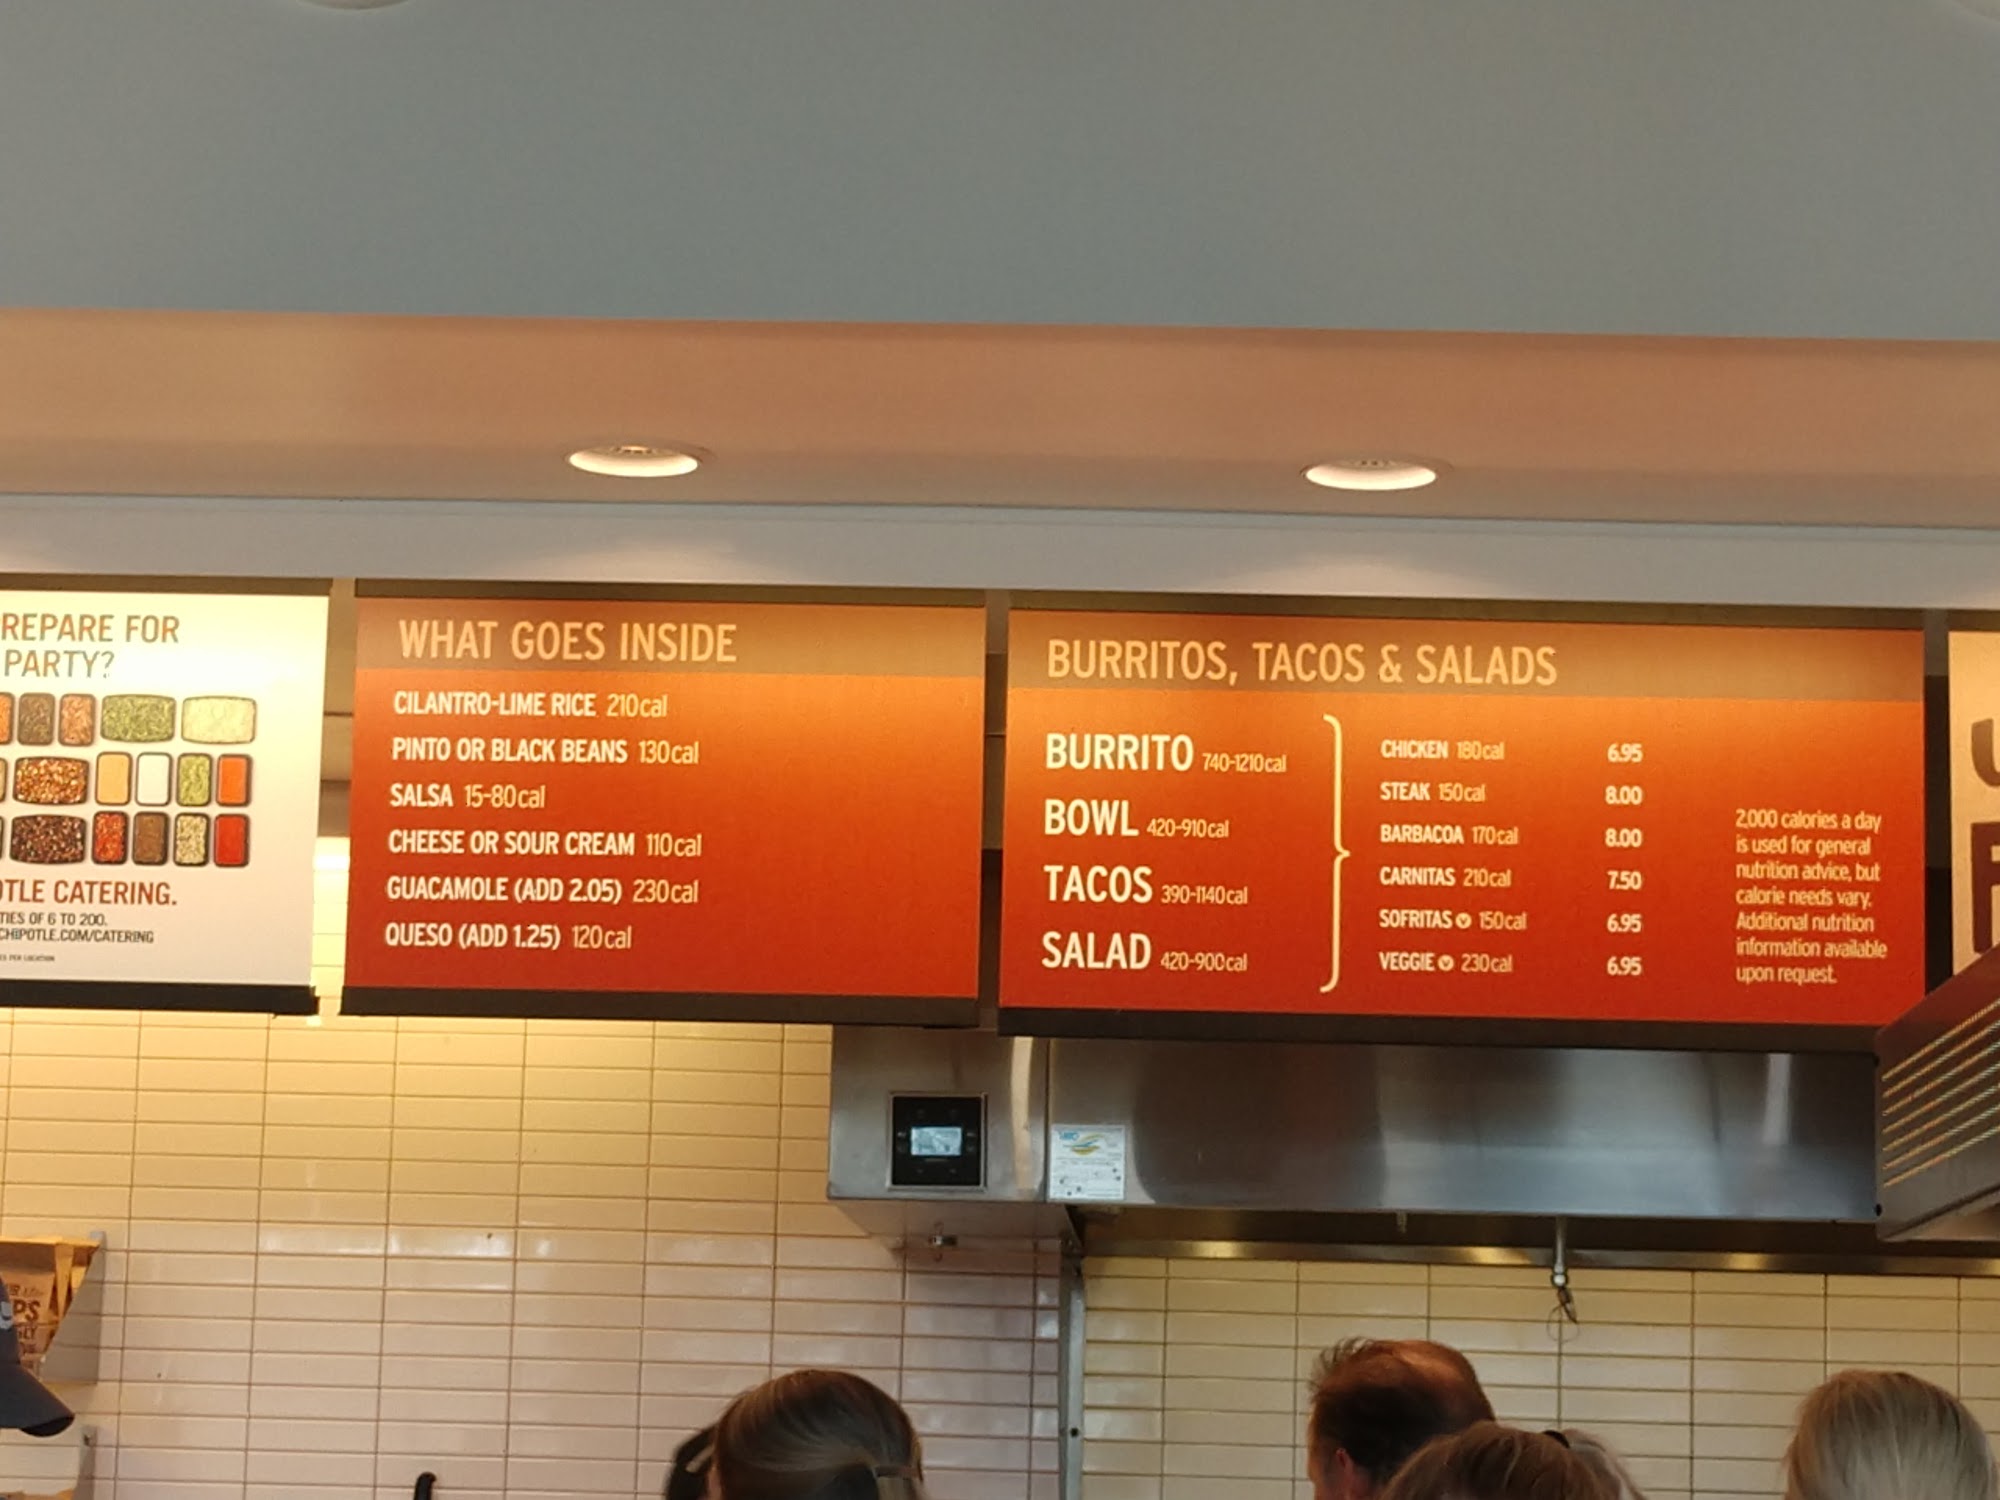 REPARE FOR
PARTY?
OTLE CATERING.
TIES OF 6 TO 200.
CHIPOTLE.COM/CATERING
ES PER LOCATION
WHAT GOES INSIDE
CILANTRO-LIME RICE 210cal
PINTO OR BLACK BEANS 130cal
SALSA 15-80cal
CHEESE OR SOUR CREAM 110cal
GUACAMOLE (ADD 2.05) 230cal
QUESO (ADD 1.25) 120cal
BURRITOS, TACOS & SALADS
BURRITO 740-1210cal
BOWL 420-910cal
TACOS 390-1140cal
SALAD 420-900cal
CHICKEN 180cal 6.95
STEAK 150cal 8.00
BARBACOA 170cal 8.00
CARNITAS 210cal 7.50
SOFRITAS 150cal 6.95
VEGGIE 230cal 6.95
2,000 calories a day
is used for general
nutrition advice, but
calorie needs vary.
Additional nutrition
information available
upon request.
PS